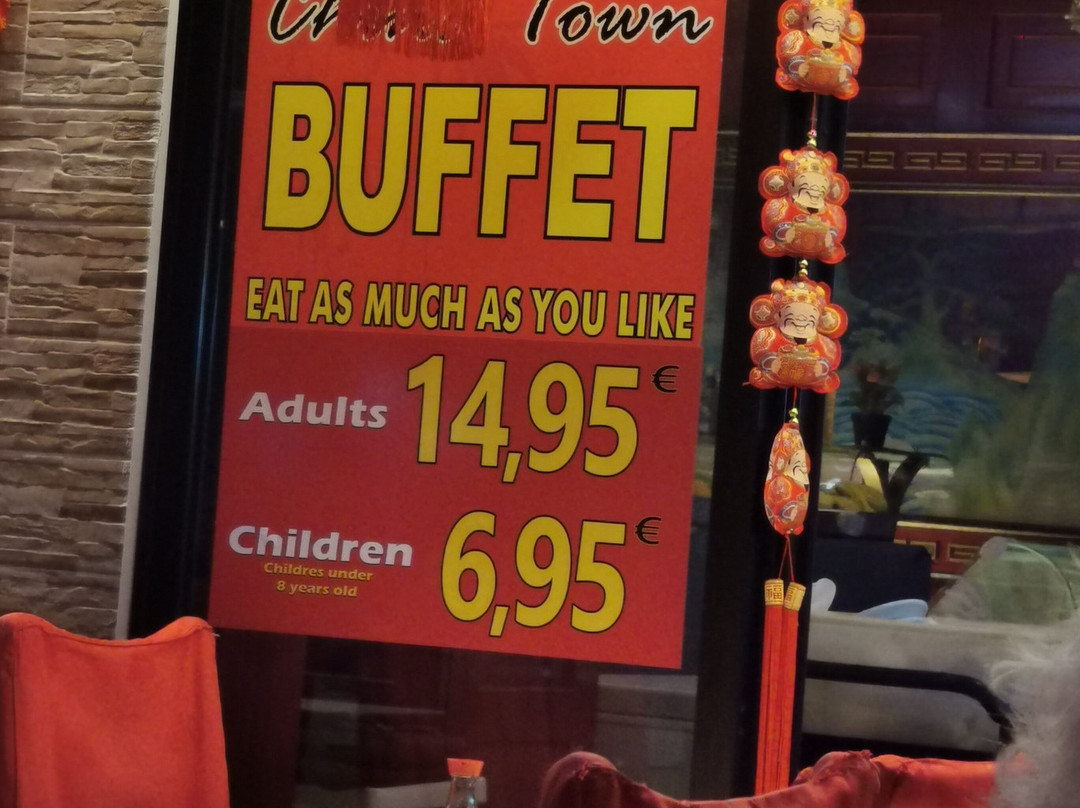 Town
BUFFET
EAT AS MUCH AS YOU LIKE
Adults 14,95 €
Children 6,95 €
Childres under
8 years old
福